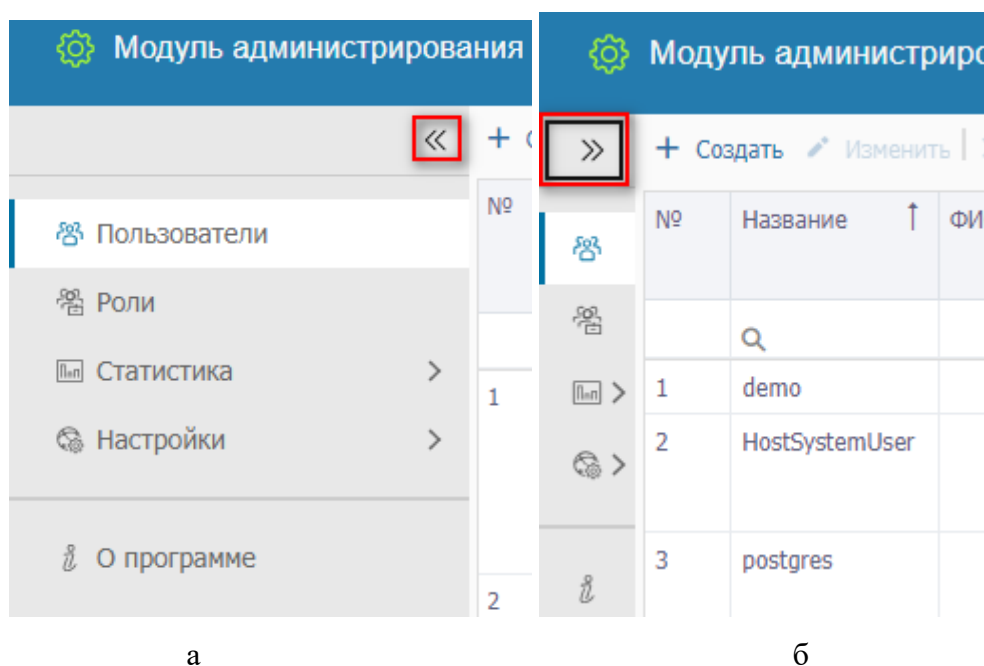 Модуль администрирования
Пользователи
Роли
Статистика
Настройки
О программе
№
1
2
Модуль администриро
+ Создать Изменить
№ Название ФИ
1 demo
2 HostSystemUser
3 postgres
а
б